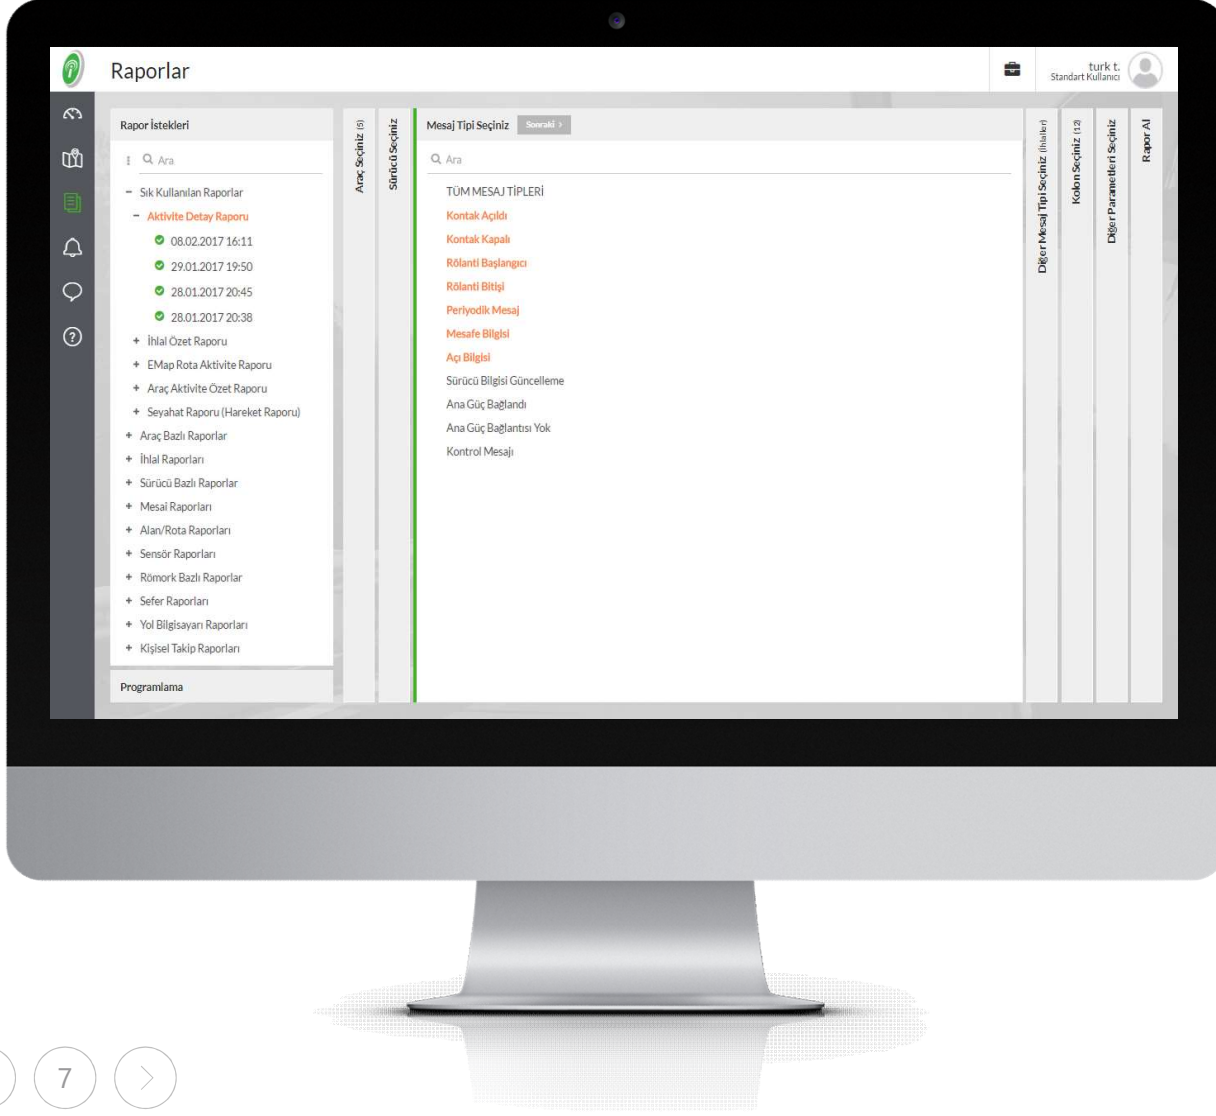 Raporlar
turk t.
Standart Kullanıcı
Rapor İstekleri
Ara
- Sık Kullanılan Raporlar
- Aktivite Detay Raporu
08.02.2017 16:11
29.01.2017 19:50
28.01.2017 20:45
28.01.2017 20:38
+ İhlal Özet Raporu
+ EMap Rota Aktivite Raporu
+ Araç Aktivite Özet Raporu
+ Seyahat Raporu (Hareket Raporu)
+ Araç Bazlı Raporlar
+ İhlal Raporları
+ Sürücü Bazlı Raporlar
+ Mesai Raporları
+ Alan/Rota Raporları
+ Sensör Raporları
+ Römork Bazlı Raporlar
+ Sefer Raporları
+ Yol Bilgisayarı Raporları
+ Kişisel Takip Raporları
Programlama
Araç Seçiniz (5)
Sürücü Seçiniz
Mesaj Tipi Seçiniz Sonraki >
Ara
TÜM MESAJ TİPLERİ
Kontak Açıldı
Kontak Kapalı
Rölanti Başlangıcı
Rölanti Bitişi
Periyodik Mesaj
Mesafe Bilgisi
Açı Bilgisi
Sürücü Bilgisi Güncelleme
Ana Güç Bağlandı
Ana Güç Bağlantısı Yok
Kontrol Mesajı
Diğer Mesaj Tipi Seçiniz (İhlaller)
Kolon Seçiniz (12)
Diğer Parametleri Seçiniz
Rapor Al
7